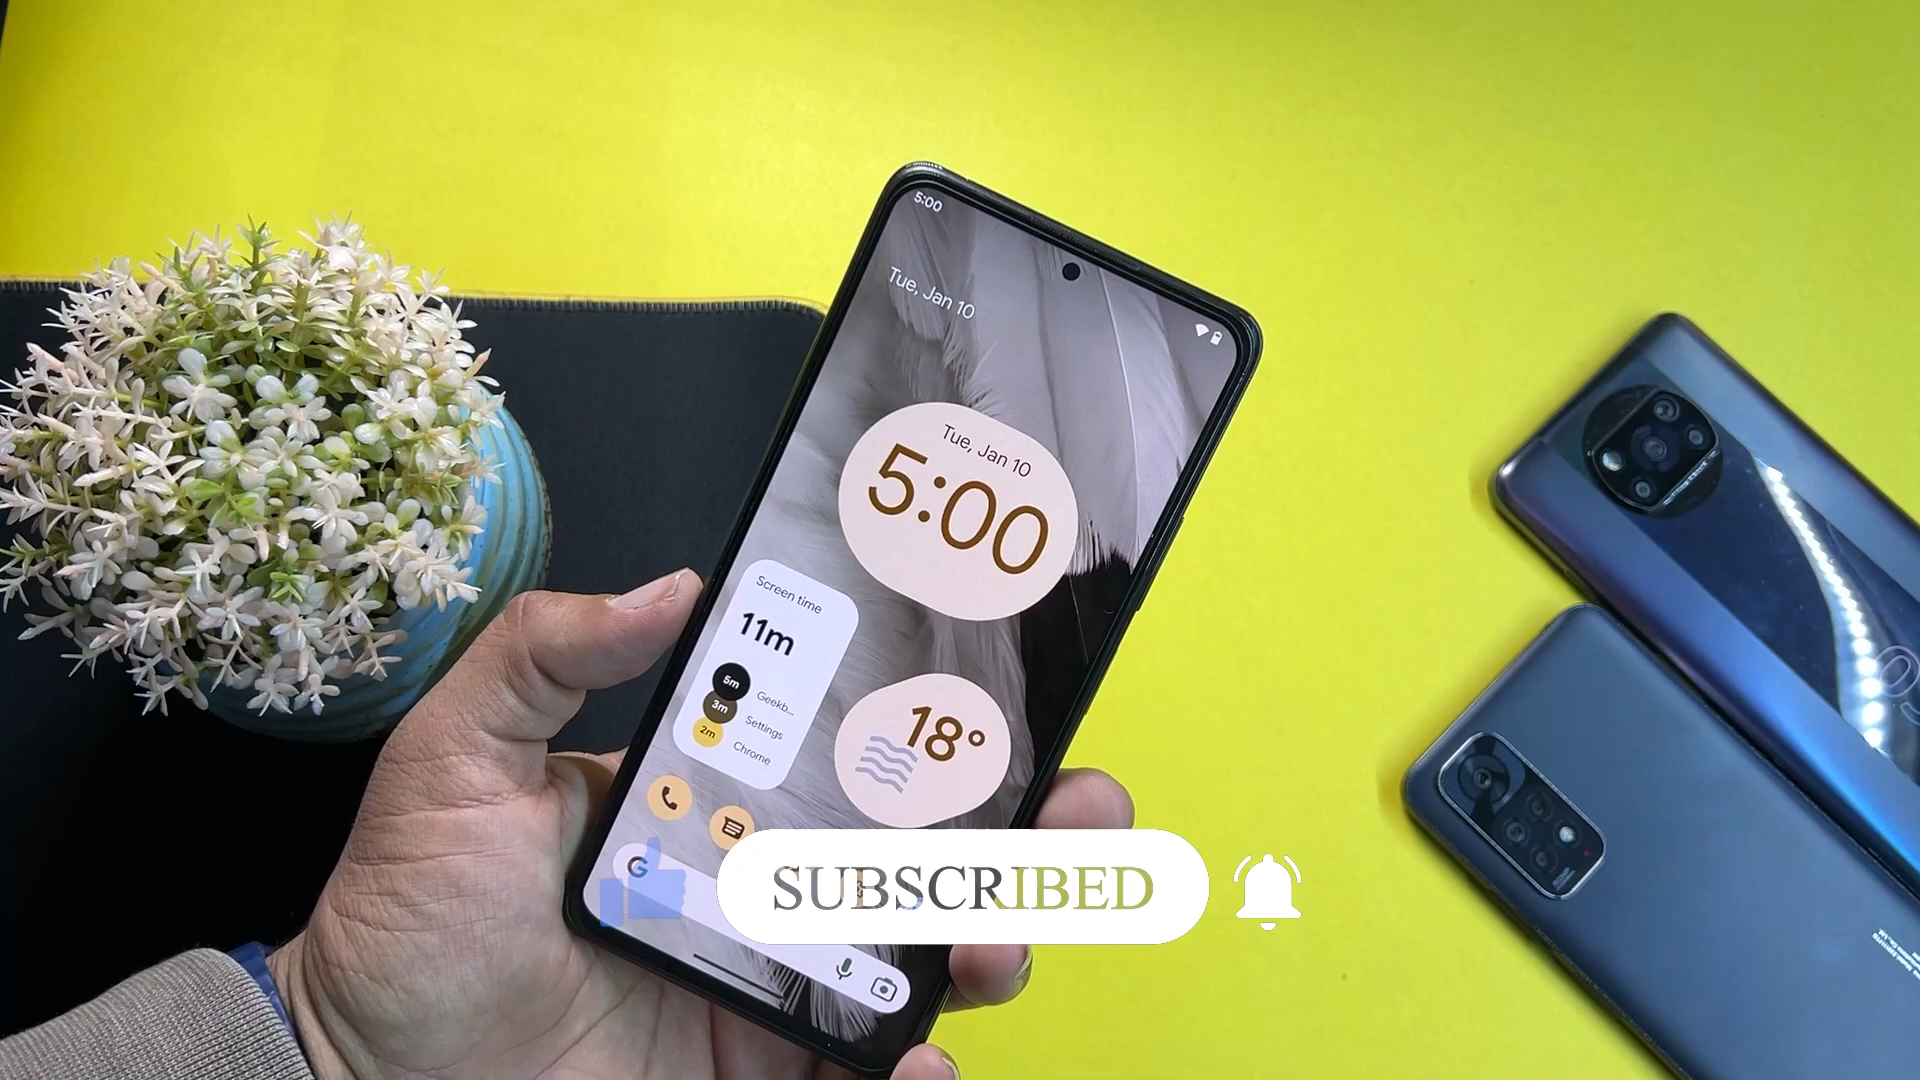 5:00
Tue, Jan 10
Tue, Jan 10
5:00
Screen time
11m
5m
Geekb...
3m
Settings
2m
Chrome
18°
G
SUBSCRIBED